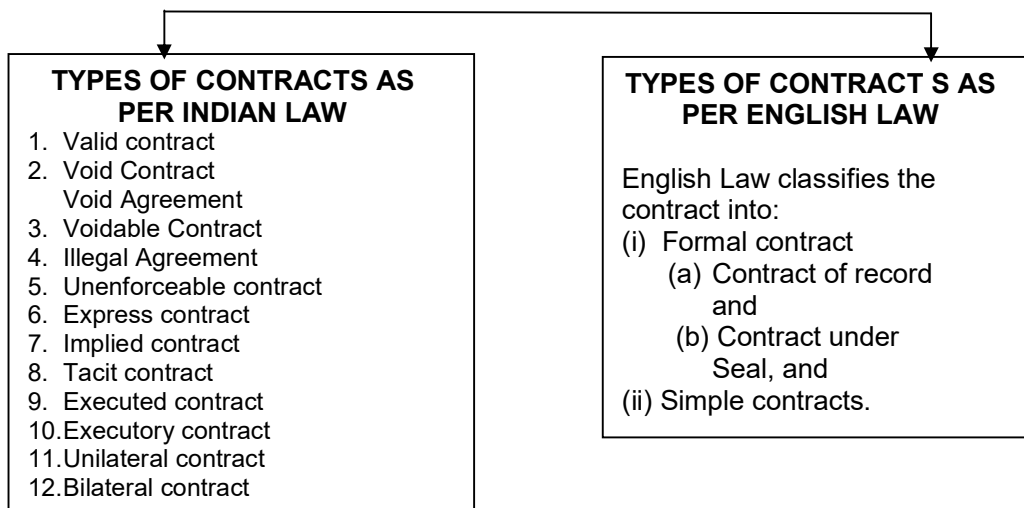 TYPES OF CONTRACTS AS
PER INDIAN LAW
1. Valid contract
2. Void Contract
Void Agreement
3. Voidable Contract
4. Illegal Agreement
5. Unenforceable contract
6. Express contract
7. Implied contract
8. Tacit contract
9. Executed contract
10.Executory contract
11.Unilateral contract
12.Bilateral contract
TYPES OF CONTRACT S AS
PER ENGLISH LAW
English Law classifies the
contract into:
(i) Formal contract
(a) Contract of record
and
(b) Contract under
Seal, and
(ii) Simple contracts.